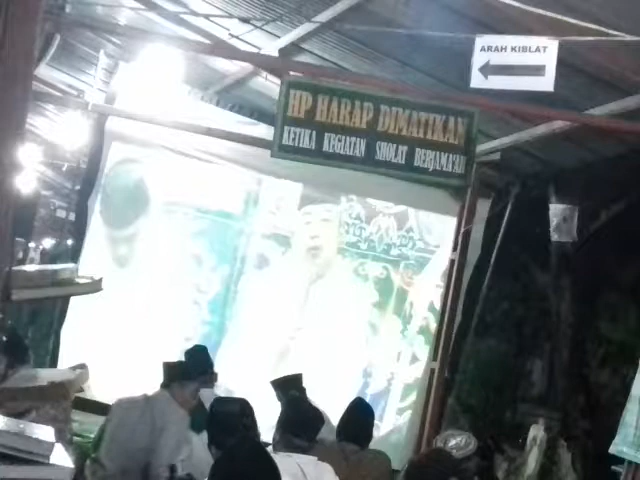 ARAH KIBLAT
HP HARAP DIMATIKAN
KETIKA KEGIATAN SHOLAT BERJAMA'AH